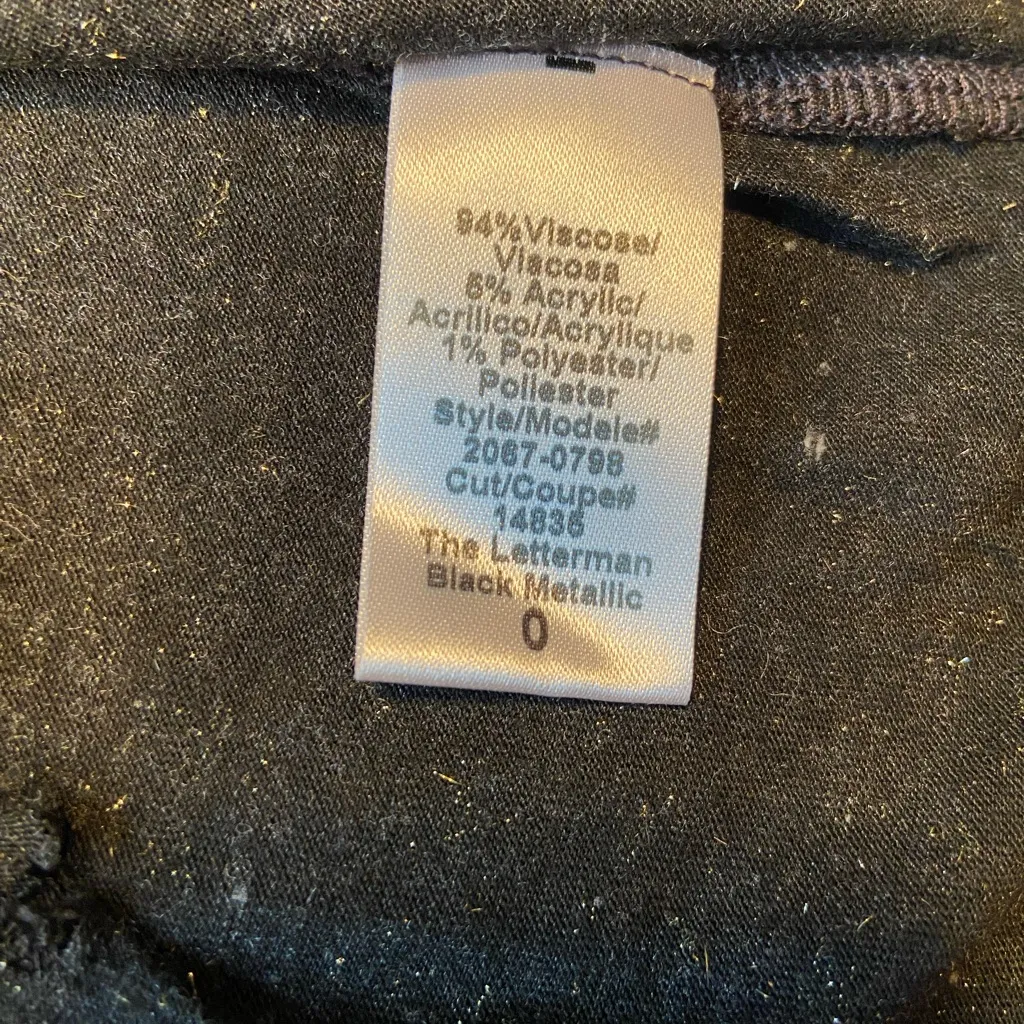 94%Viscose/
Viscosa
5% Acrylic/
Acrilico/Acrylique
1% Polyester/
Poliester
Style/Modele#
2067-0798
Cut/Coupe#
14835
The Letterman
Black Metallic
0